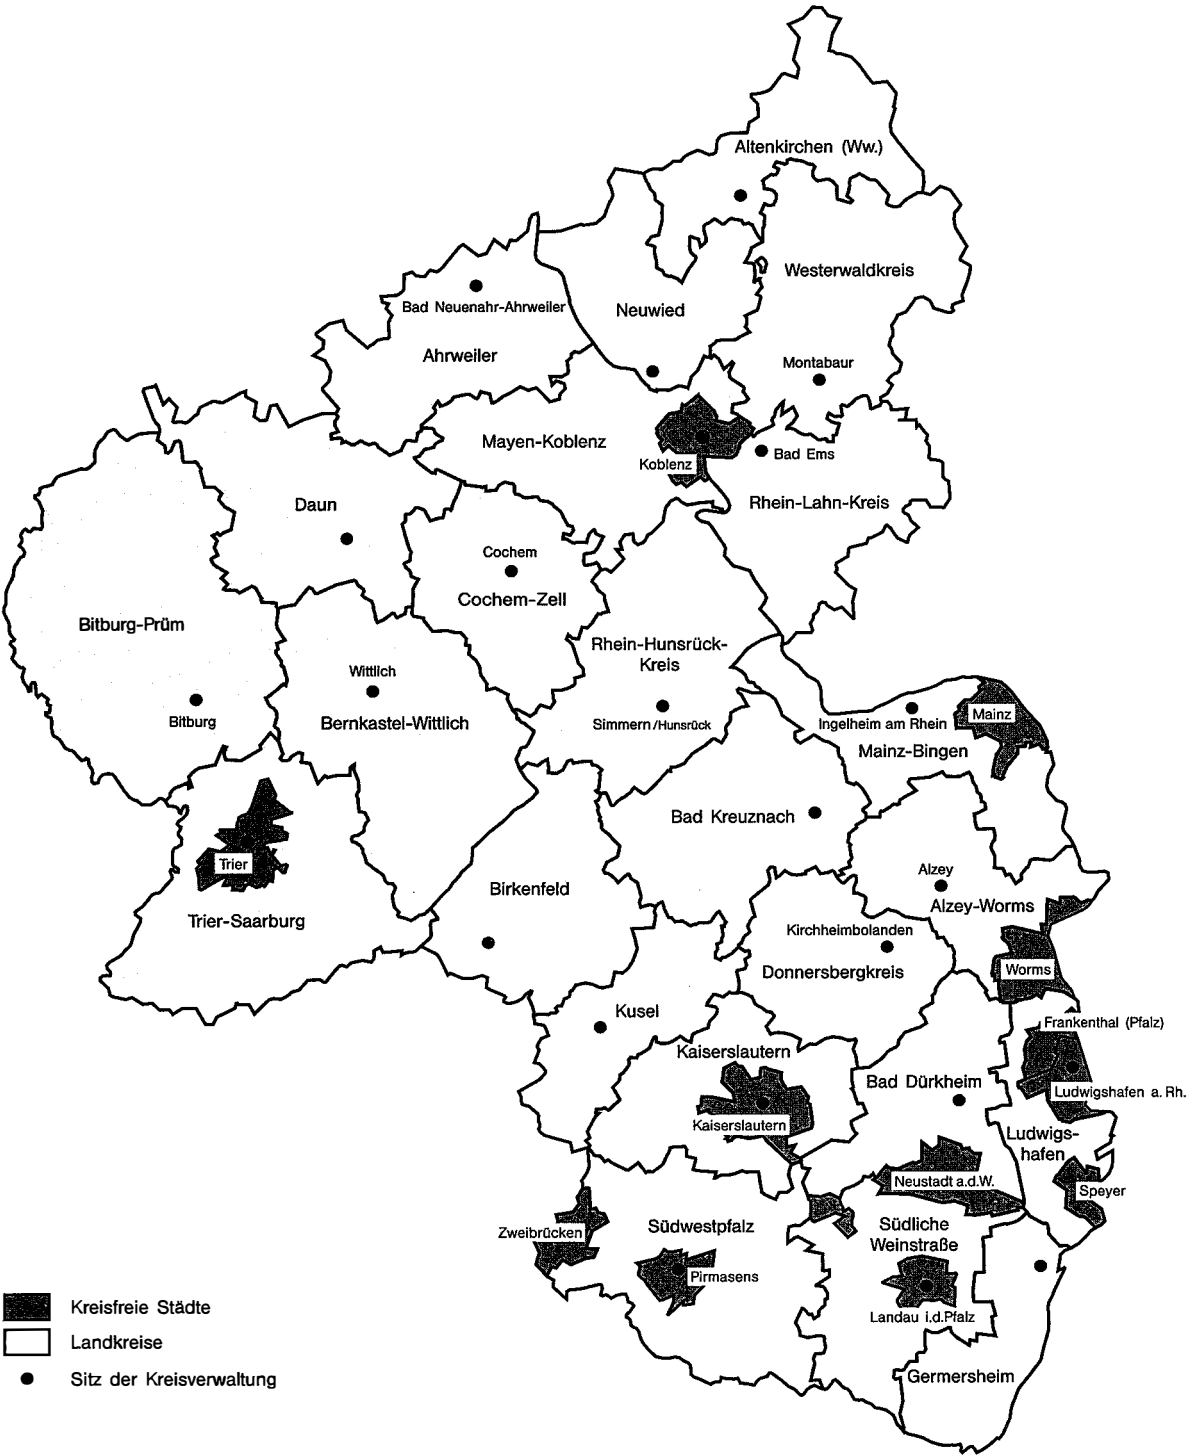 Altenkirchen (Ww.)
Westerwaldkreis
Neuwied
Bad Neuenahr-Ahrweiler
Ahrweiler
Montabaur
Mayen-Koblenz
Koblenz
Bad Ems
Rhein-Lahn-Kreis
Daun
Cochem
Cochem-Zell
Bitburg-Prüm
Rhein-Hunsrück-
Kreis
Wittlich
Bitburg
Bernkastel-Wittlich
Simmern/Hunsrück
Ingelheim am Rhein
Mainz
Mainz-Bingen
Bad Kreuznach
Trier
Alzey
Birkenfeld
Alzey-Worms
Trier-Saarburg
Kirchheimbolanden
Donnersbergkreis
Worms
Kusel
Frankenthal (Pfalz)
Kaiserslautern
Bad Dürkheim
Ludwigshafen a. Rh.
Kaiserslautern
Ludwigs-
hafen
Neustadt a.d.W.
Speyer
Zweibrücken
Südwestpfalz
Südliche
Weinstraße
Pirmasens
Landau i.d.Pfalz
Germersheim
Kreisfreie Städte
Landkreise
Sitz der Kreisverwaltung